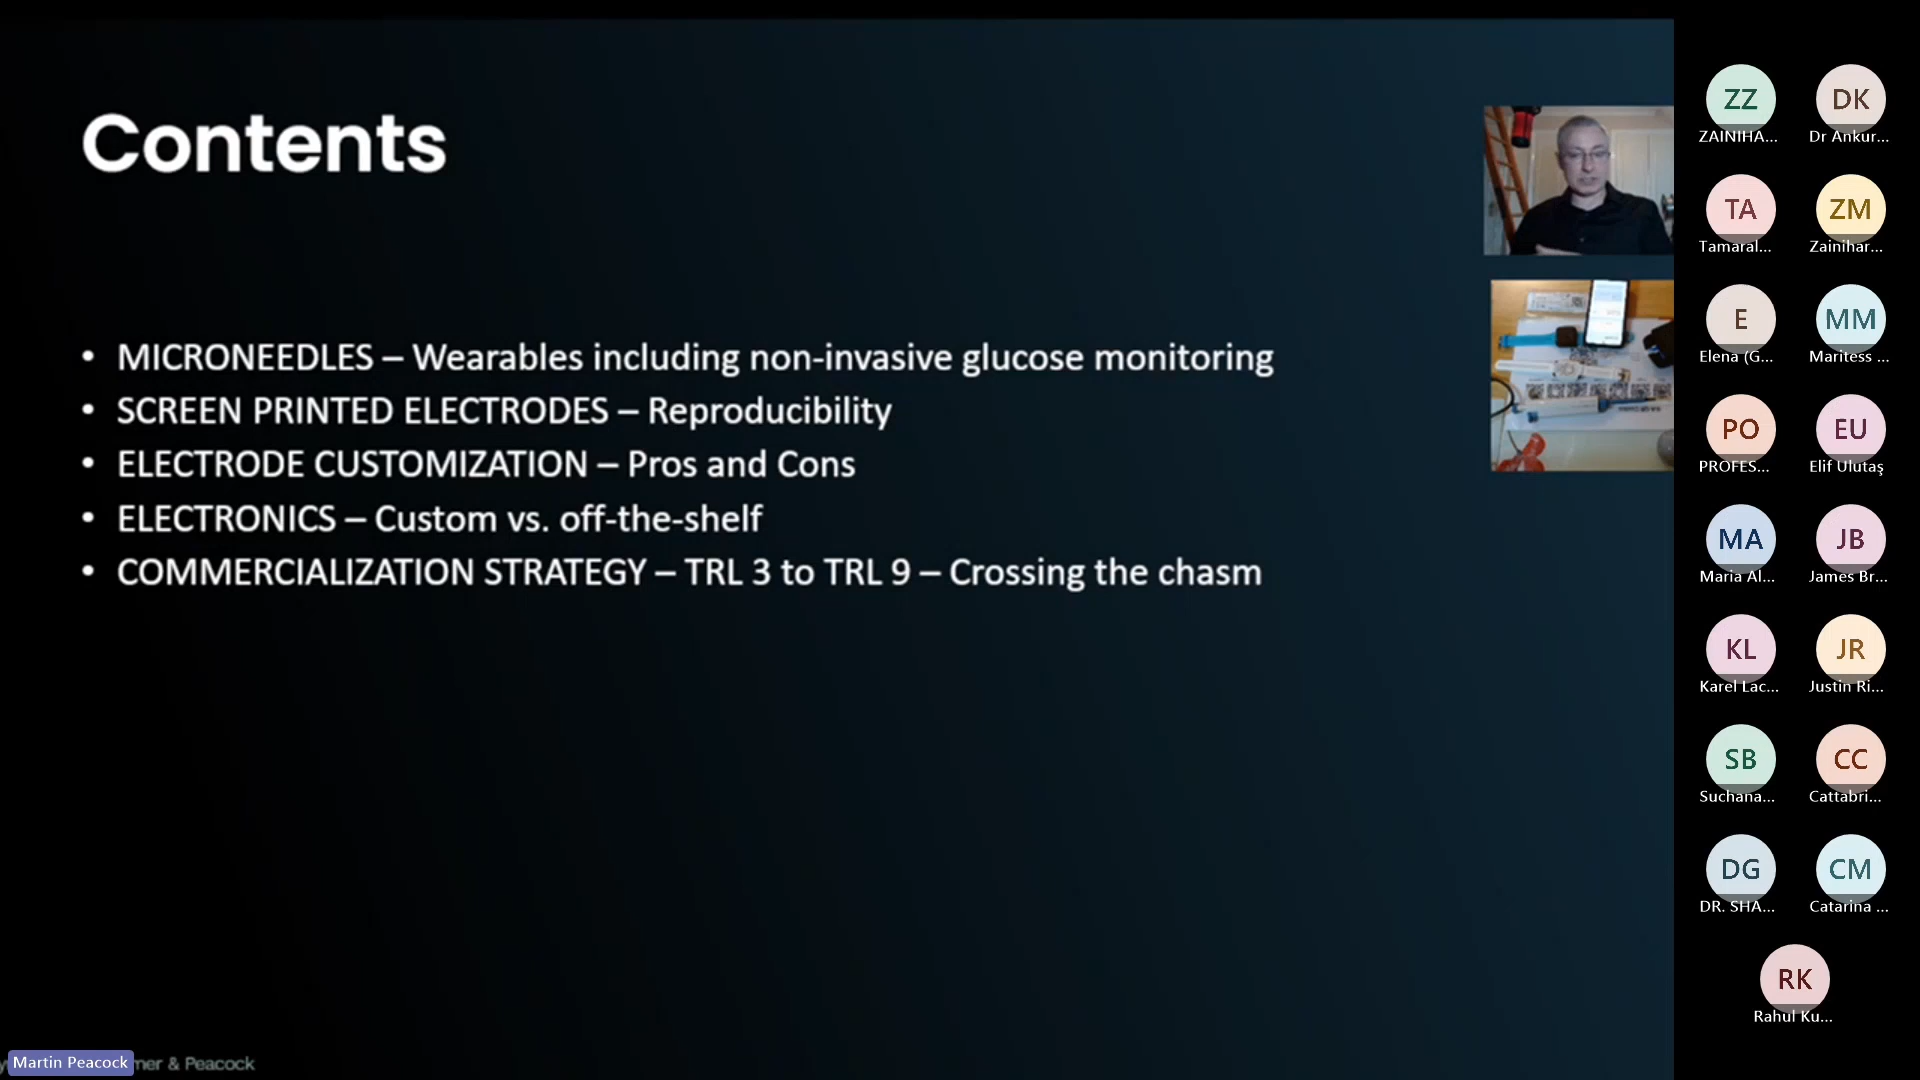 Contents
• MICRONEEDLES – Wearables including non-invasive glucose monitoring
• SCREEN PRINTED ELECTRODES – Reproducibility
• ELECTRODE CUSTOMIZATION – Pros and Cons
• ELECTRONICS – Custom vs. off-the-shelf
• COMMERCIALIZATION STRATEGY – TRL 3 to TRL 9 – Crossing the chasm
Martin Peacock
mer & Peacock
ZZ
ZAINIHA...
DK
Dr Ankur...
TA
Tamaral...
ZM
Zainihar...
E
Elena (G...
MM
Maritess ...
PO
PROFES...
EU
Elif Ulutaş
MA
Maria Al...
JB
James Br...
KL
Karel Lac...
JR
Justin Ri...
SB
Suchana...
CC
Cattabri...
DG
DR. SHA...
CM
Catarina ...
RK
Rahul Ku...